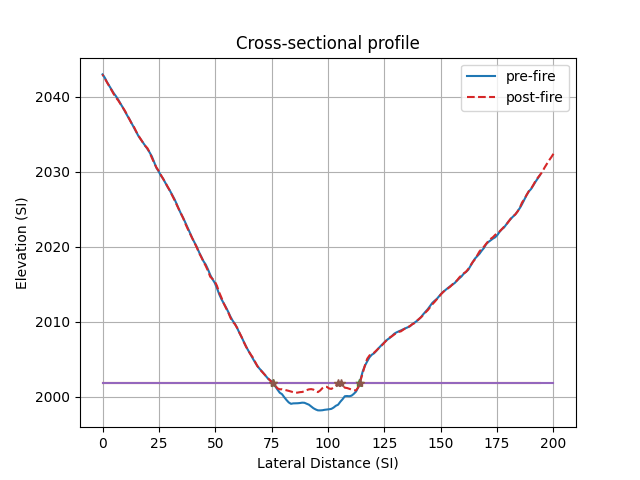 Cross-sectional profile
pre-fire
post-fire
Elevation (SI)
2040
2030
2020
2010
2000
0 25 50 75 100 125 150 175 200
Lateral Distance (SI)